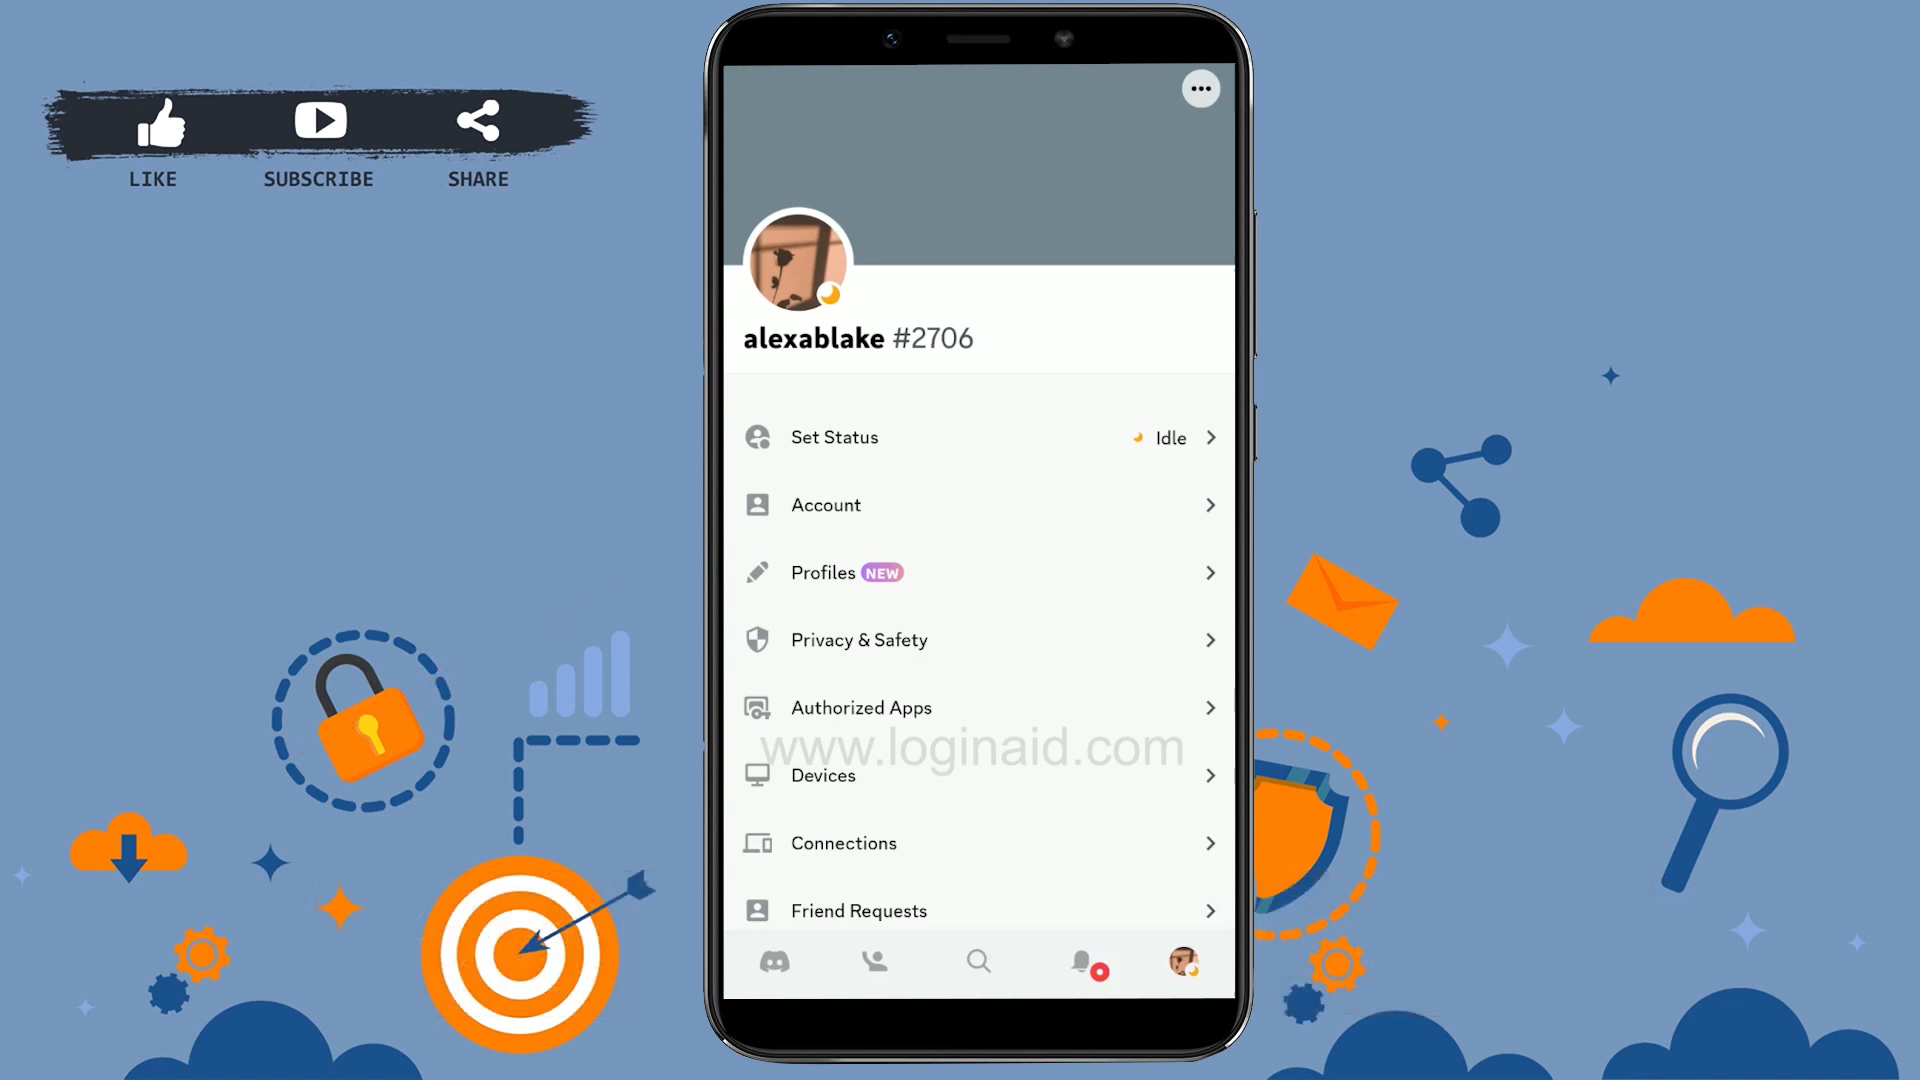 LIKE
SUBSCRIBE
SHARE
alexablake #2706
Set Status
Idle
Account
Profiles NEW
Privacy & Safety
Authorized Apps
www.loginaid.com
Devices
Connections
Friend Requests